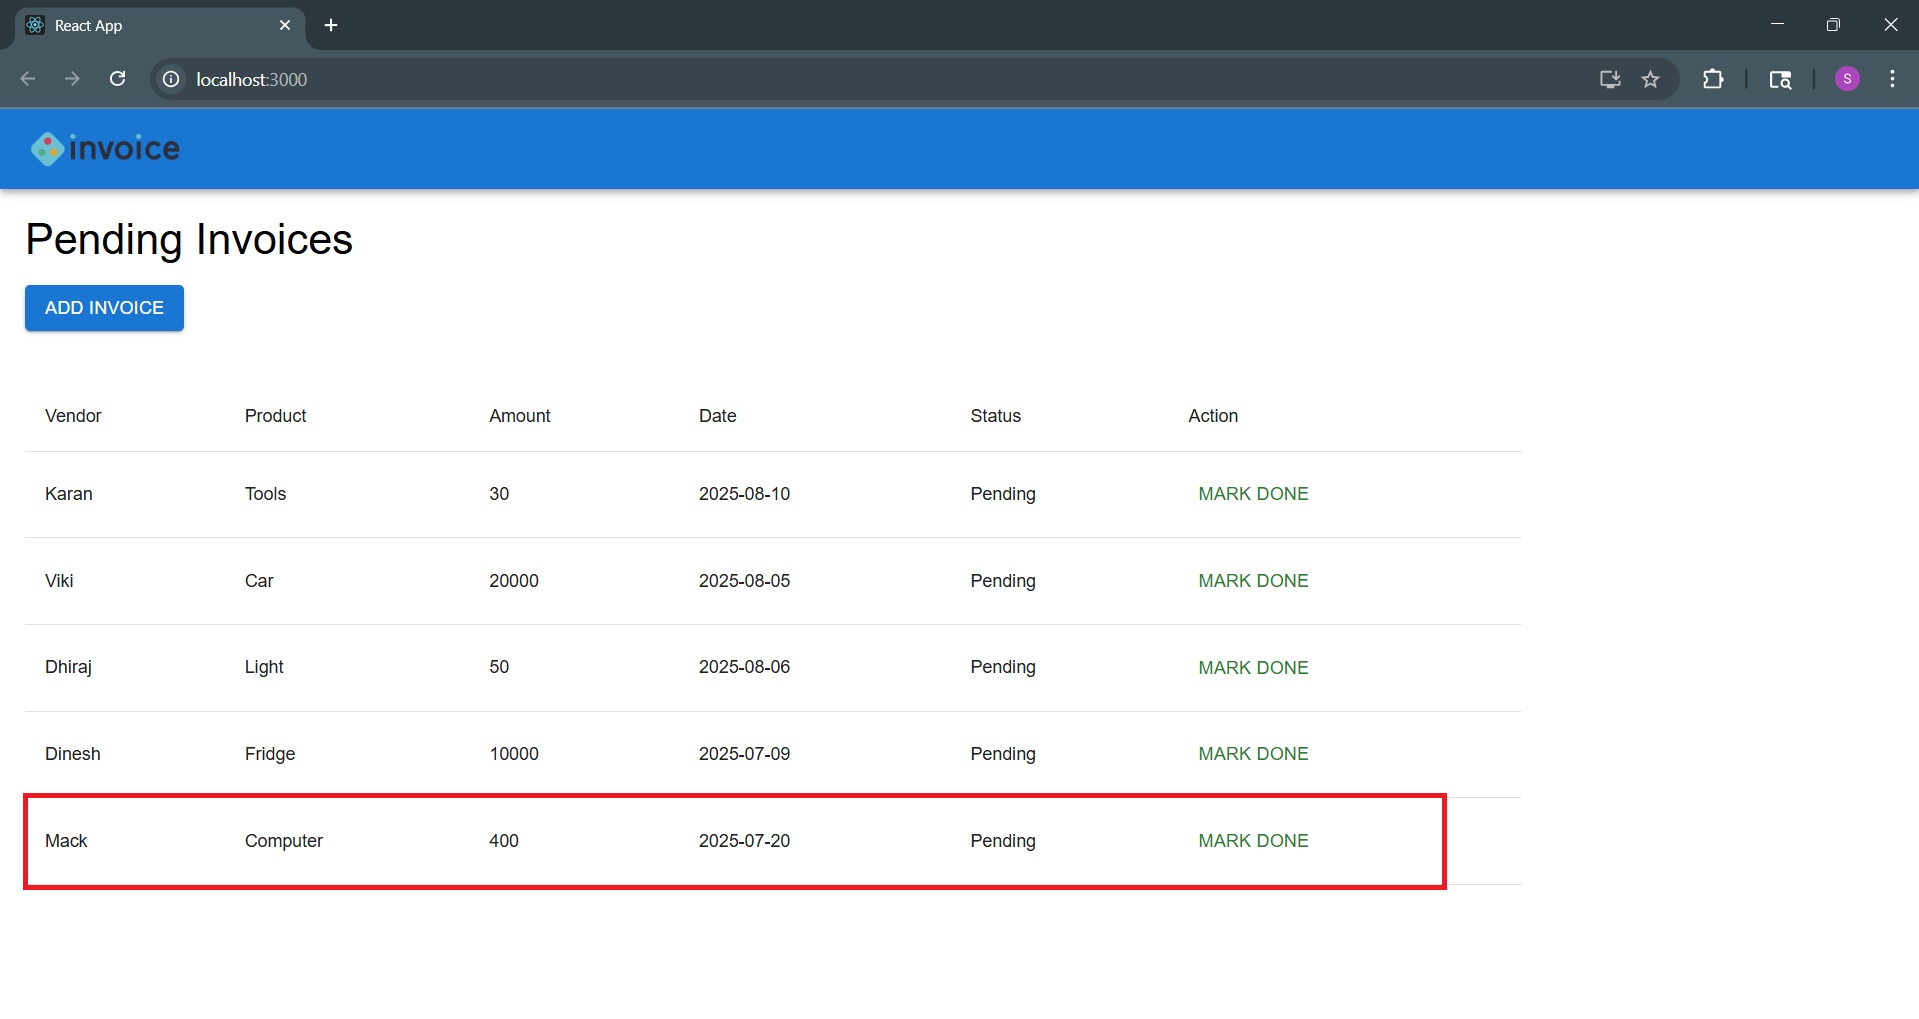 React App
localhost:3000
invoice
Pending Invoices
ADD INVOICE
Vendor Product Amount Date Status Action
Karan Tools 30 2025-08-10 Pending MARK DONE
Viki Car 20000 2025-08-05 Pending MARK DONE
Dhiraj Light 50 2025-08-06 Pending MARK DONE
Dinesh Fridge 10000 2025-07-09 Pending MARK DONE
Mack Computer 400 2025-07-20 Pending MARK DONE
S